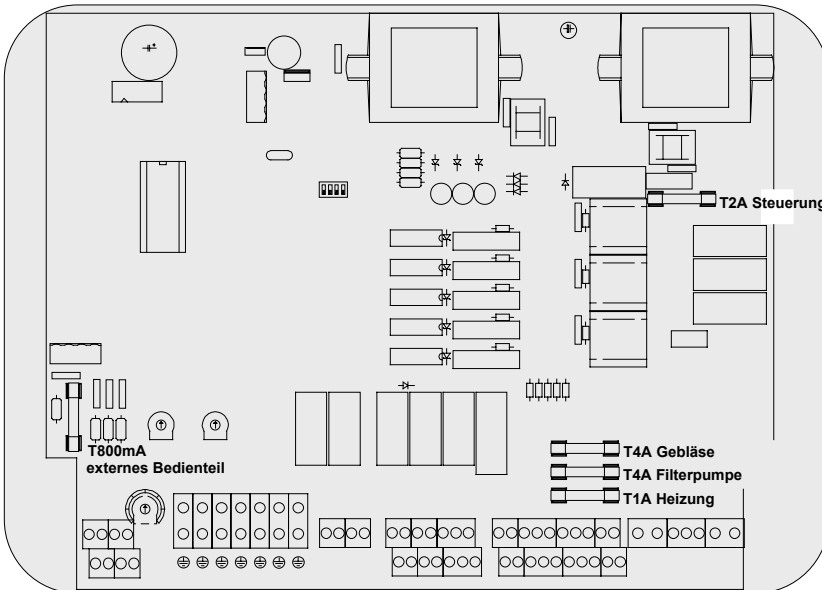 T2A Steuerung
T800mA
externes Bedienteil
T4A Gebläse
T4A Filterpumpe
T1A Heizung